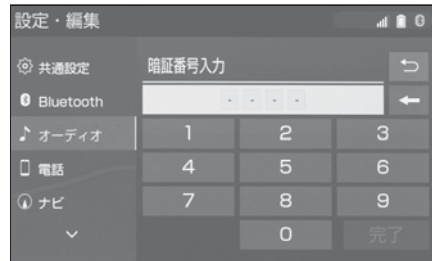 設定・編集
共通設定
暗証番号入力
Bluetooth
- - - -
オーディオ
1 2 3
電話
4 5 6
ナビ
7 8 9
0 完了